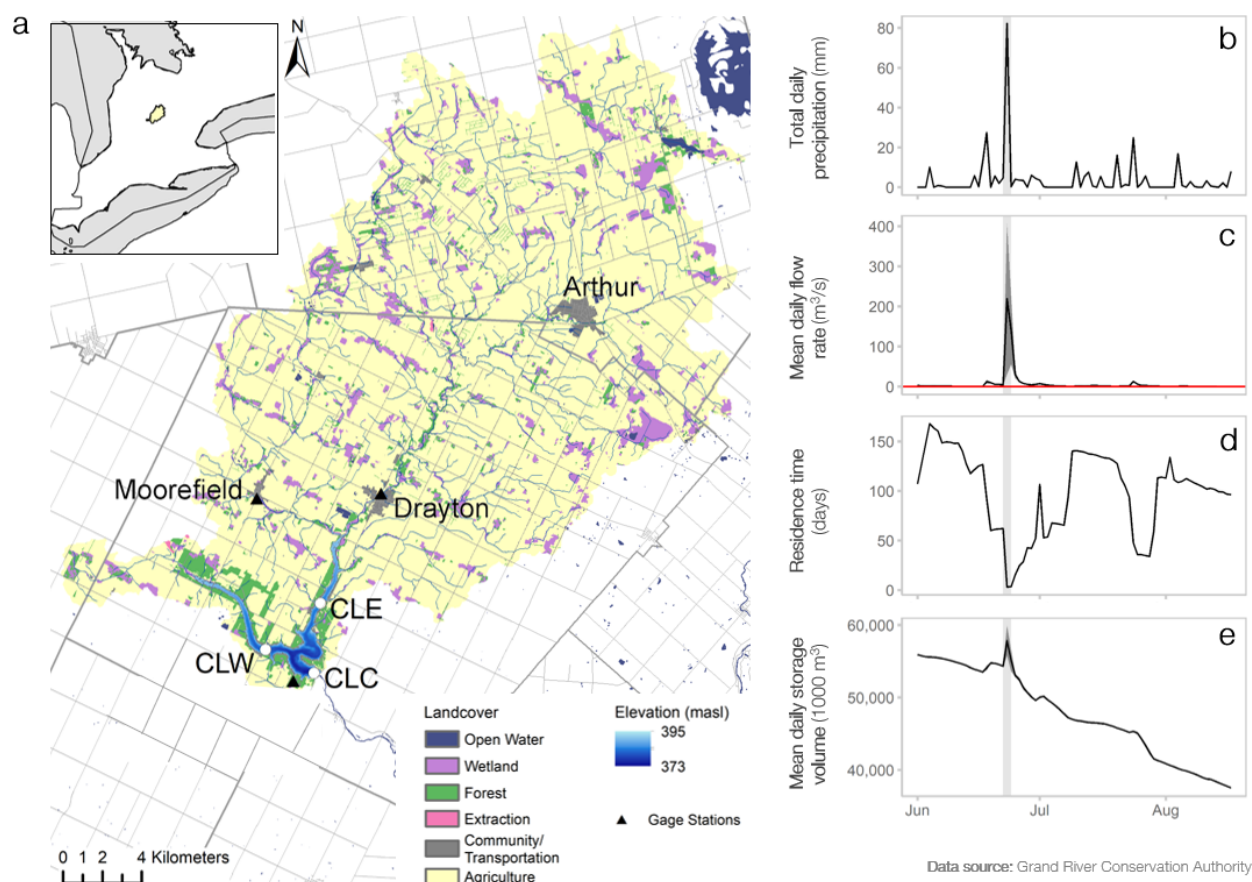 a
N
Arthur
Moorefield
Drayton
CLE
CLW
CLC
Landcover
Open Water
Wetland
Forest
Extraction
Community/
Transportation
Agriculture
Elevation (masl)
395
373
Gage Stations
0 1 2 4 Kilometers
b
Total daily
precipitation (mm)
80
60
40
20
0
c
Mean daily flow
rate (m³/s)
400
300
200
100
0
d
Residence time
(days)
150
100
50
0
e
Mean daily storage
volume (1000 m³)
60,000
50,000
40,000
Jun
Jul
Aug
Data source: Grand River Conservation Authority